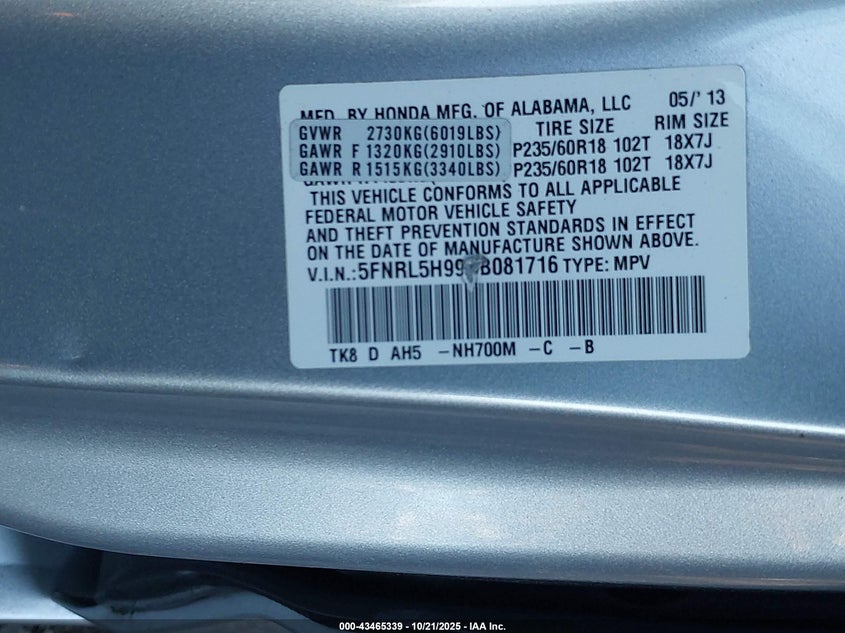 MFD. BY HONDA MFG. OF ALABAMA, LLC 05/'13
GVWR 2730KG(6019LBS) TIRE SIZE RIM SIZE
GAWR F 1320KG(2910LBS) P235/60R18 102T 18X7J
GAWR R 1515KG(3340LBS) P235/60R18 102T 18X7J
THIS VEHICLE CONFORMS TO ALL APPLICABLE
FEDERAL MOTOR VEHICLE SAFETY
AND THEFT PREVENTION STANDARDS IN EFFECT
ON THE DATE OF MANUFACTURE SHOWN ABOVE.
V.I.N.: TYPE: MPV
TK8 D AH5 -NH700M -C -B
000-43465339 - 10/21/2025 - IAA Inc.